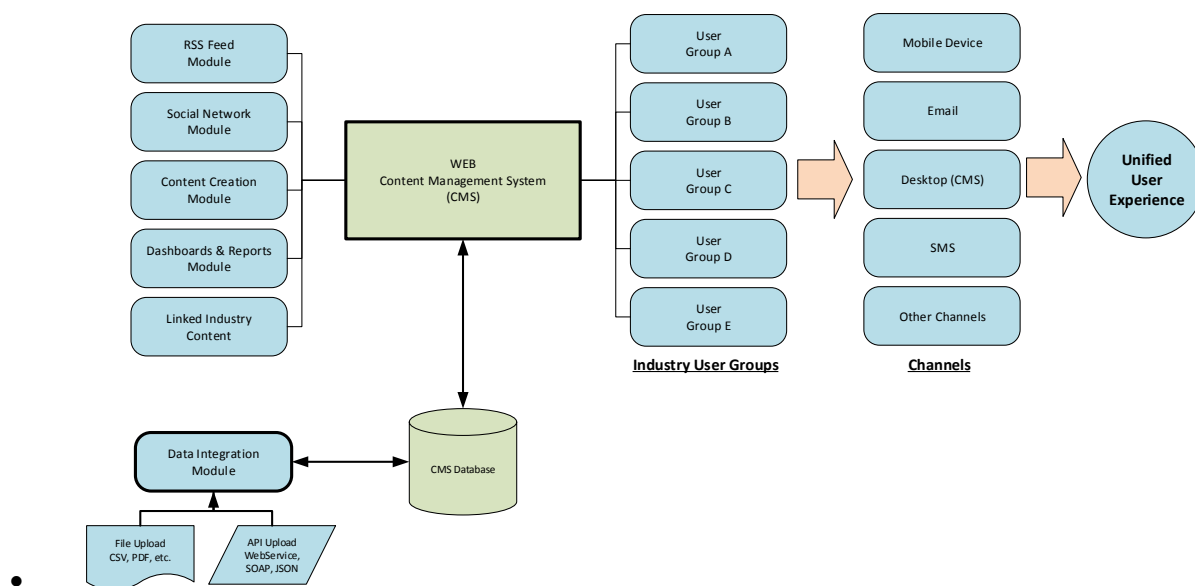 RSS Feed
Module
Social Network
Module
Content Creation
Module
Dashboards & Reports
Module
Linked Industry
Content
WEB
Content Management System
(CMS)
User
Group A
User
Group B
User
Group C
User
Group D
User
Group E
Industry User Groups
Mobile Device
Email
Desktop (CMS)
SMS
Other Channels
Channels
Unified
User
Experience
Data Integration
Module
CMS Database
File Upload
CSV, PDF, etc.
API Upload
WebService,
SOAP, JSON